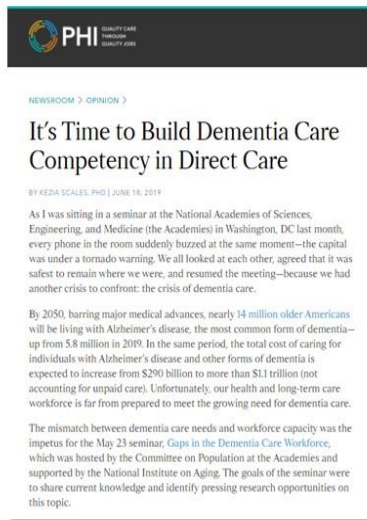 PHI QUALITY CARE
THROUGH
QUALITY JOBS
NEWSROOM > OPINION >
It's Time to Build Dementia Care
Competency in Direct Care
BY KEZIA SCALES, PHD | JUNE 18, 2019
As I was sitting in a seminar at the National Academies of Sciences,
Engineering, and Medicine (the Academies) in Washington, DC last month,
every phone in the room suddenly buzzed at the same moment—the capital
was under a tornado warning. We all looked at each other, agreed that it was
safest to remain where we were, and resumed the meeting—because we had
another crisis to confront: the crisis of dementia care.
By 2050, barring major medical advances, nearly 14 million older Americans
will be living with Alzheimer's disease, the most common form of dementia—
up from 5.8 million in 2019. In the same period, the total cost of caring for
individuals with Alzheimer's disease and other forms of dementia is
expected to increase from $290 billion to more than $1.1 trillion (not
accounting for unpaid care). Unfortunately, our health and long-term care
workforce is far from prepared to meet the growing need for dementia care.
The mismatch between dementia care needs and workforce capacity was the
impetus for the May 23 seminar, Gaps in the Dementia Care Workforce,
which was hosted by the Committee on Population at the Academies and
supported by the National Institute on Aging. The goals of the seminar were
to share current knowledge and identify pressing research opportunities on
this topic.